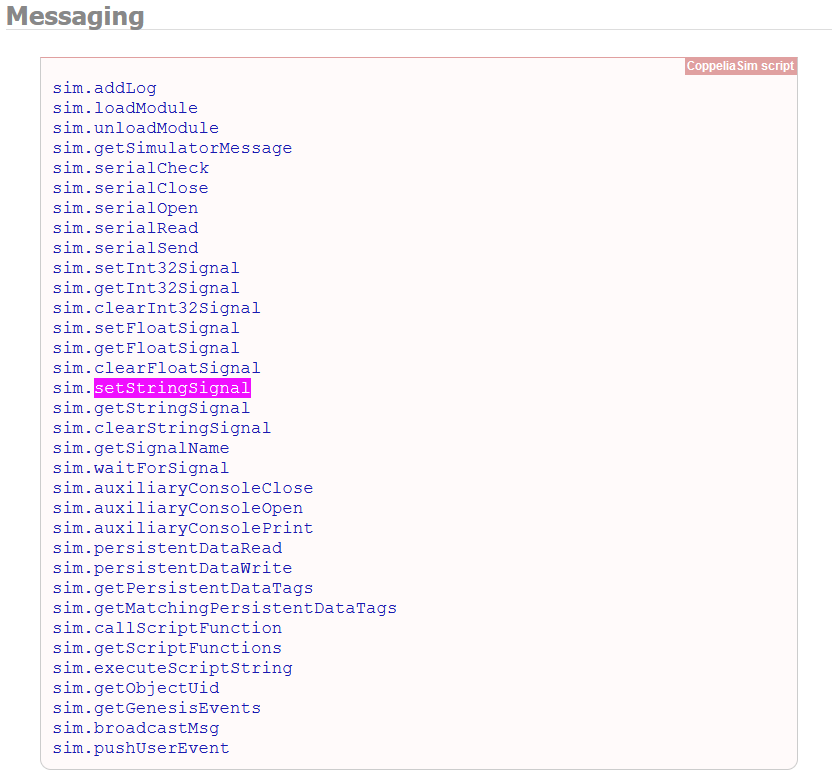 Messaging
CoppeliaSim script
sim.addLog
sim.loadModule
sim.unloadModule
sim.getSimulatorMessage
sim.serialCheck
sim.serialClose
sim.serialOpen
sim.serialRead
sim.serialSend
sim.setInt32Signal
sim.getInt32Signal
sim.clearInt32Signal
sim.setFloatSignal
sim.getFloatSignal
sim.clearFloatSignal
sim.setStringSignal
sim.getStringSignal
sim.clearStringSignal
sim.getSignalName
sim.waitForSignal
sim.auxiliaryConsoleClose
sim.auxiliaryConsoleOpen
sim.auxiliaryConsolePrint
sim.persistentDataRead
sim.persistentDataWrite
sim.getPersistentDataTags
sim.getMatchingPersistentDataTags
sim.callScriptFunction
sim.getScriptFunctions
sim.executeScriptString
sim.getObjectUid
sim.getGenesisEvents
sim.broadcastMsg
sim.pushUserEvent